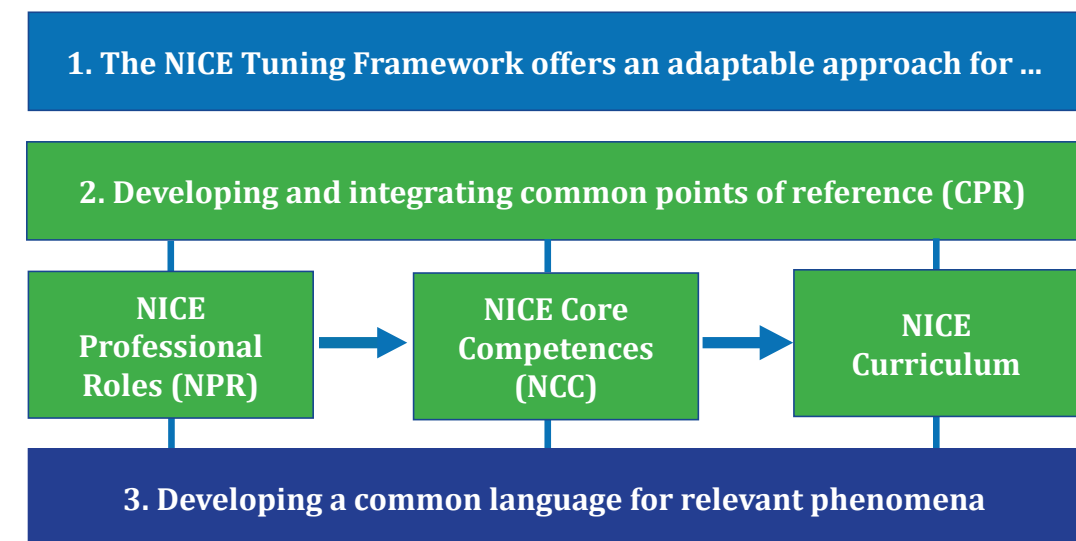 1. The NICE Tuning Framework offers an adaptable approach for ...
2. Developing and integrating common points of reference (CPR)
NICE
Professional
Roles (NPR)
NICE Core
Competences
(NCC)
NICE
Curriculum
3. Developing a common language for relevant phenomena